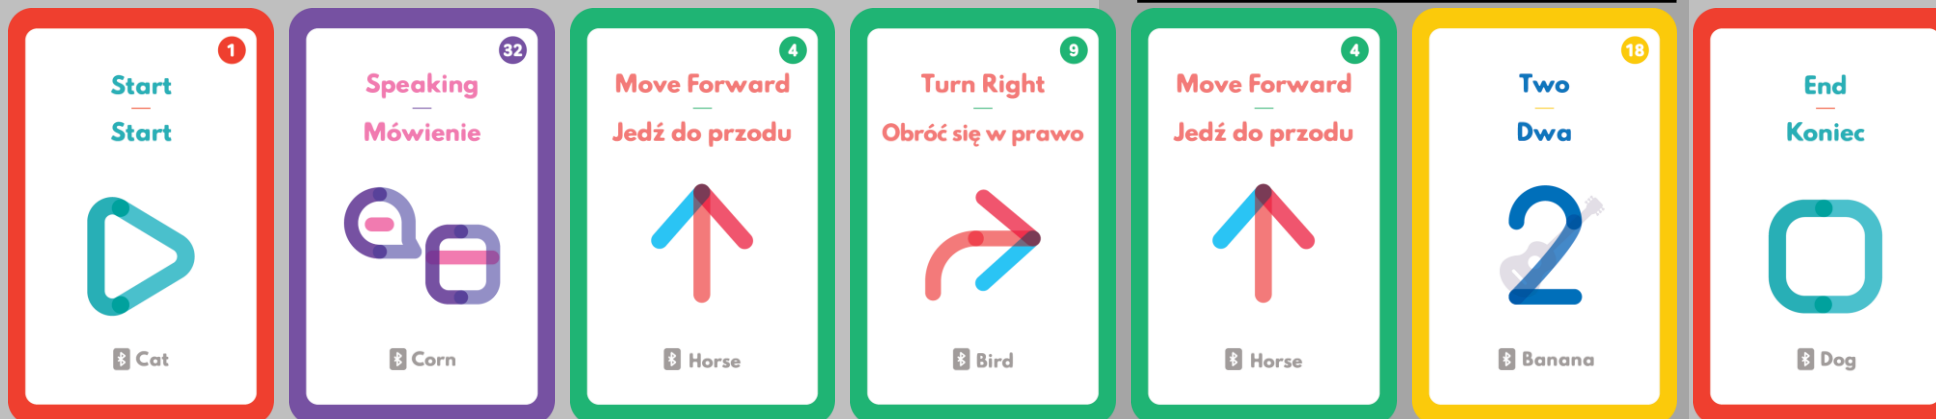 1
Start
Start
Cat
32
Speaking
Mówienie
Corn
4
Move Forward
Jedź do przodu
Horse
9
Turn Right
Obróć się w prawo
Bird
4
Move Forward
Jedź do przodu
Horse
18
Two
Dwa
2
Banana
End
Koniec
Dog